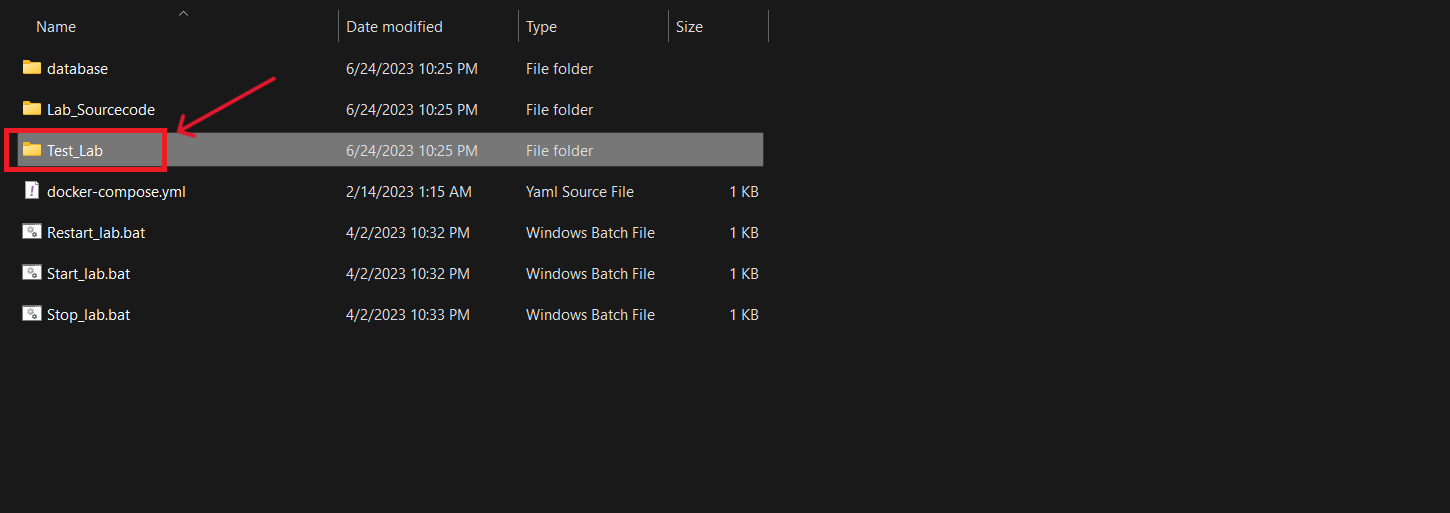 Name Date modified Type Size
database 6/24/2023 10:25 PM File folder
Lab_Sourcecode 6/24/2023 10:25 PM File folder
Test_Lab 6/24/2023 10:25 PM File folder
docker-compose.yml 2/14/2023 1:15 AM Yaml Source File 1 KB
Restart_lab.bat 4/2/2023 10:32 PM Windows Batch File 1 KB
Start_lab.bat 4/2/2023 10:32 PM Windows Batch File 1 KB
Stop_lab.bat 4/2/2023 10:33 PM Windows Batch File 1 KB